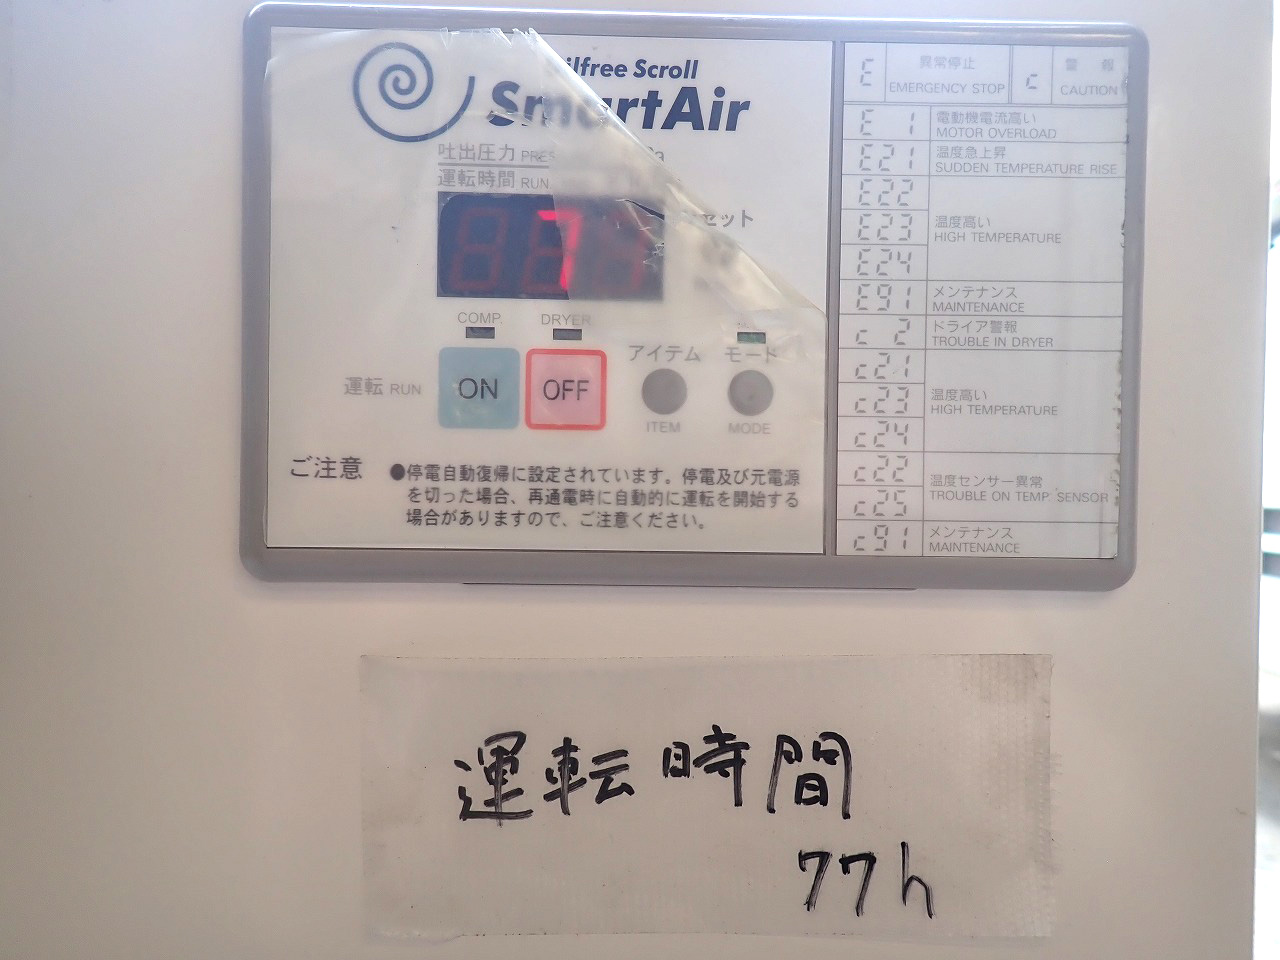 ilfree Scroll
SmartAir
吐出圧力 PRES
運転時間 RUN
セット
7
COMP.
DRYER
アイテム
モード
運転 RUN
ON
OFF
ITEM
MODE
ご注意
●停電自動復帰に設定されています。停電及び元電源
を切った場合、再通電時に自動的に運転を開始する
場合がありますので、ご注意ください。
E 異常停止 EMERGENCY STOP
c 警報 CAUTION
E 1 電動機電流高い MOTOR OVERLOAD
E21 温度急上昇 SUDDEN TEMPERATURE RISE
E22
E23 温度高い HIGH TEMPERATURE
E24
E91 メンテナンス MAINTENANCE
c 2 ドライア警報 TROUBLE IN DRYER
c21
c23 温度高い HIGH TEMPERATURE
c24
c22 温度センサー異常 TROUBLE ON TEMP. SENSOR
c25
c91 メンテナンス MAINTENANCE
運転時間
77h